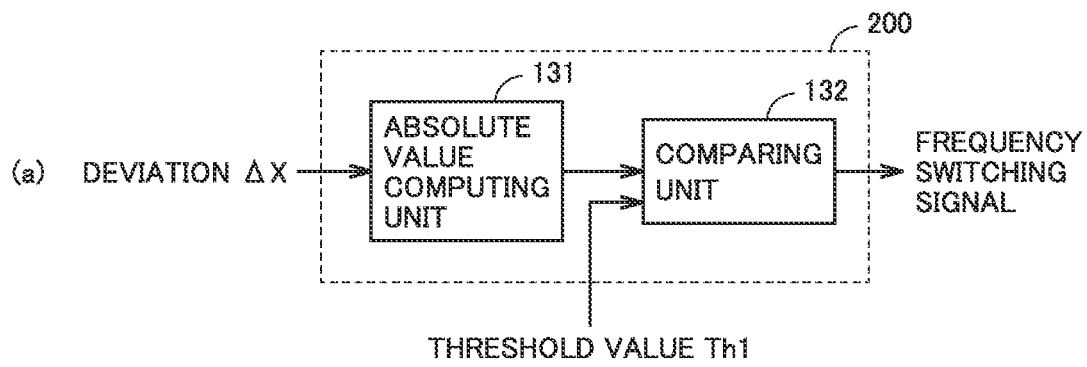 200
131
132
(a) DEVIATION ΔX
ABSOLUTE
VALUE
COMPUTING
UNIT
COMPARING
UNIT
FREQUENCY
SWITCHING
SIGNAL
THRESHOLD VALUE Th1